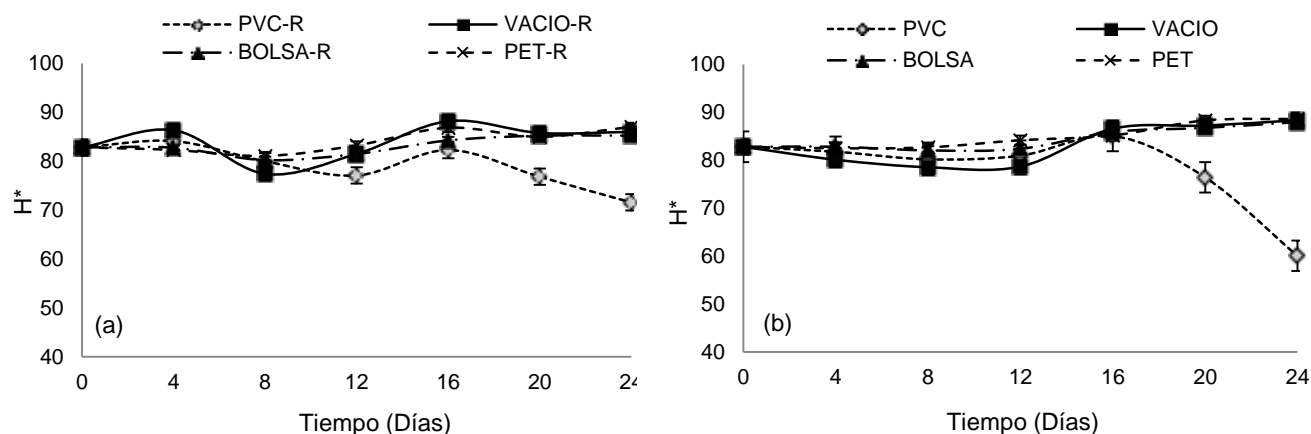 PVC-R VACIO-R
BOLSA-R PET-R
100
90
80
70
60
50
40
H*
(a)
0 4 8 12 16 20 24
Tiempo (Días)
PVC VACIO
BOLSA PET
100
90
80
70
60
50
40
H*
(b)
0 4 8 12 16 20 24
Tiempo (Días)